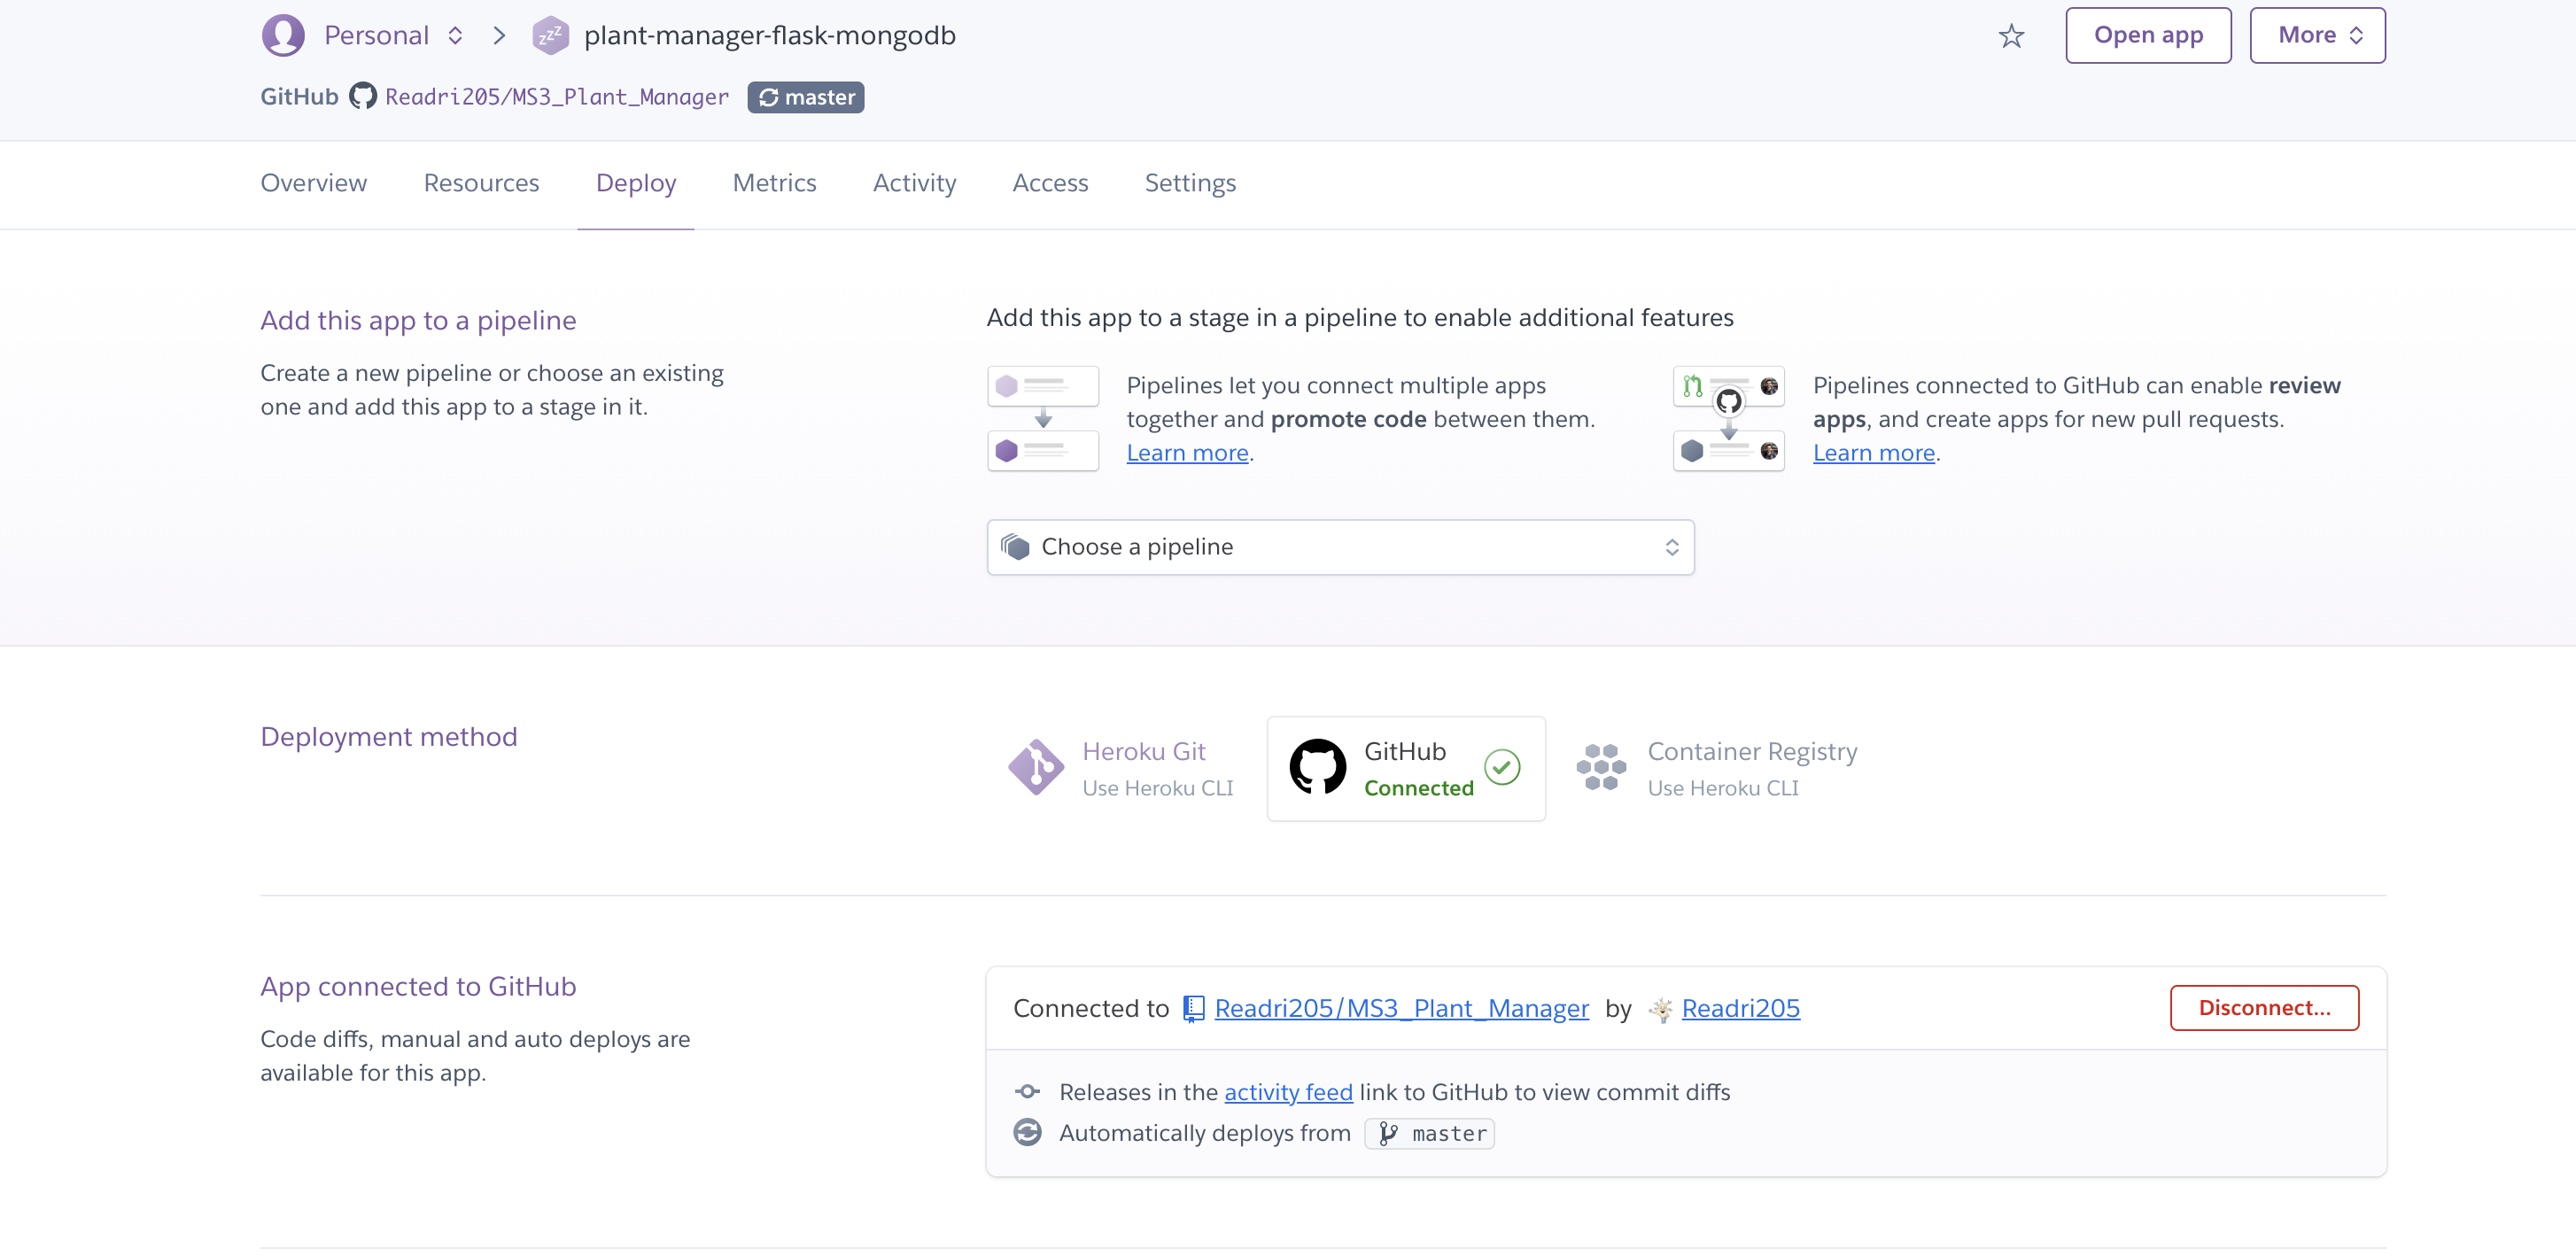 Personal
zzz
plant-manager-flask-mongodb
Open app
More
GitHub Readri205/MS3_Plant_Manager master
Overview
Resources
Deploy
Metrics
Activity
Access
Settings
Add this app to a pipeline
Create a new pipeline or choose an existing
one and add this app to a stage in it.
Add this app to a stage in a pipeline to enable additional features
Pipelines let you connect multiple apps
together and promote code between them.
Learn more.
Pipelines connected to GitHub can enable review
apps, and create apps for new pull requests.
Learn more.
Choose a pipeline
Deployment method
Heroku Git
Use Heroku CLI
GitHub
Connected
Container Registry
Use Heroku CLI
App connected to GitHub
Code diffs, manual and auto deploys are
available for this app.
Connected to Readri205/MS3_Plant_Manager by Readri205
Disconnect...
Releases in the activity feed link to GitHub to view commit diffs
Automatically deploys from master